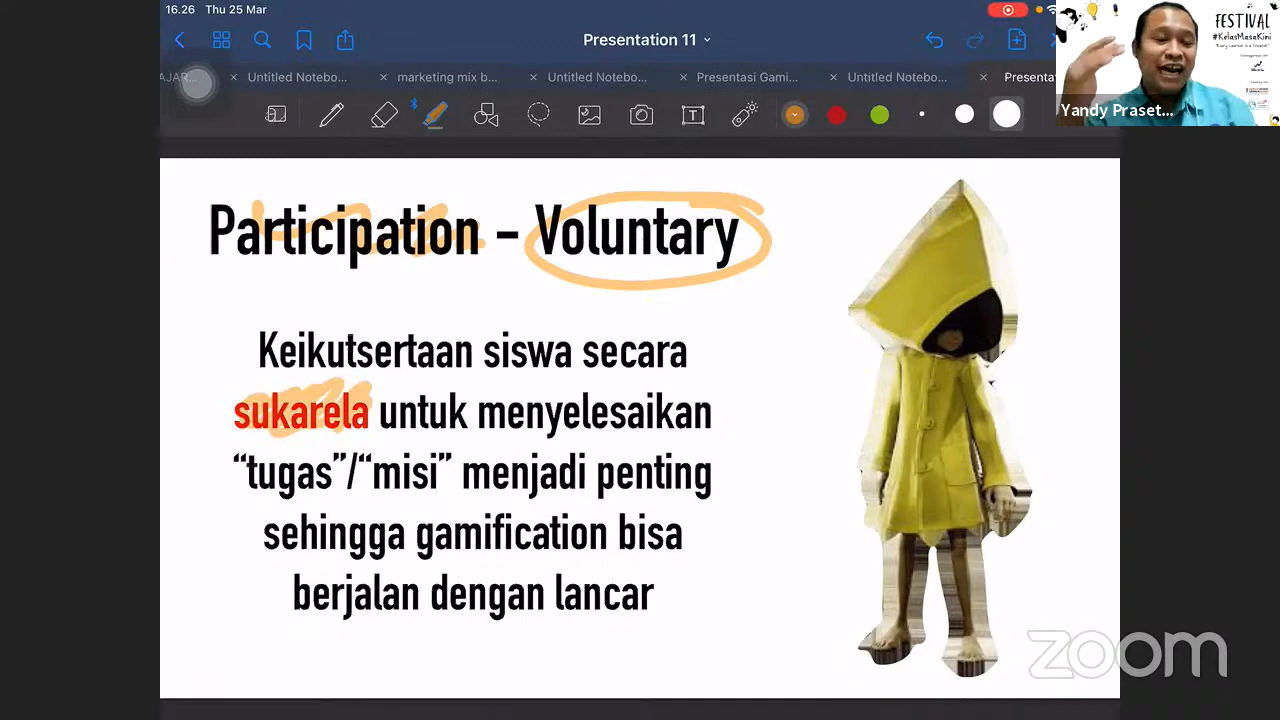 16.26 Thu 25 Mar
Presentation 11
AJAR... Untitled Notebo... marketing mix b... Untitled Notebo... Presentasi Gami... Untitled Notebo... Presenta
FESTIVAL
#KelasMasaKini
Yandy Praset...
Participation - Voluntary
Keikutsertaan siswa secara
sukarela untuk menyelesaikan
“tugas”/“misi” menjadi penting
sehingga gamification bisa
berjalan dengan lancar
zoom